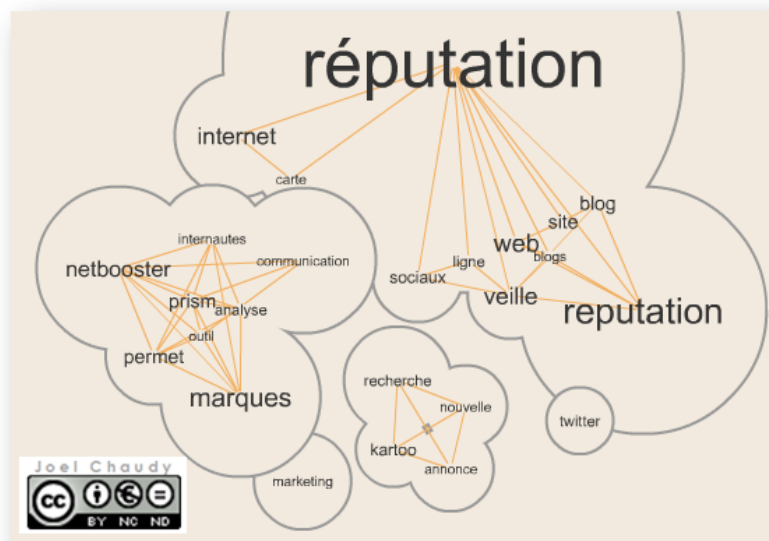 réputation
internet
carte
blog
site
web
blogs
ligne
sociaux
veille
reputation
internautes
communication
netbooster
prism
analyse
outil
permet
marques
recherche
nouvelle
kartoo
annonce
twitter
marketing
Joel Chaudy
cc
BY NC ND